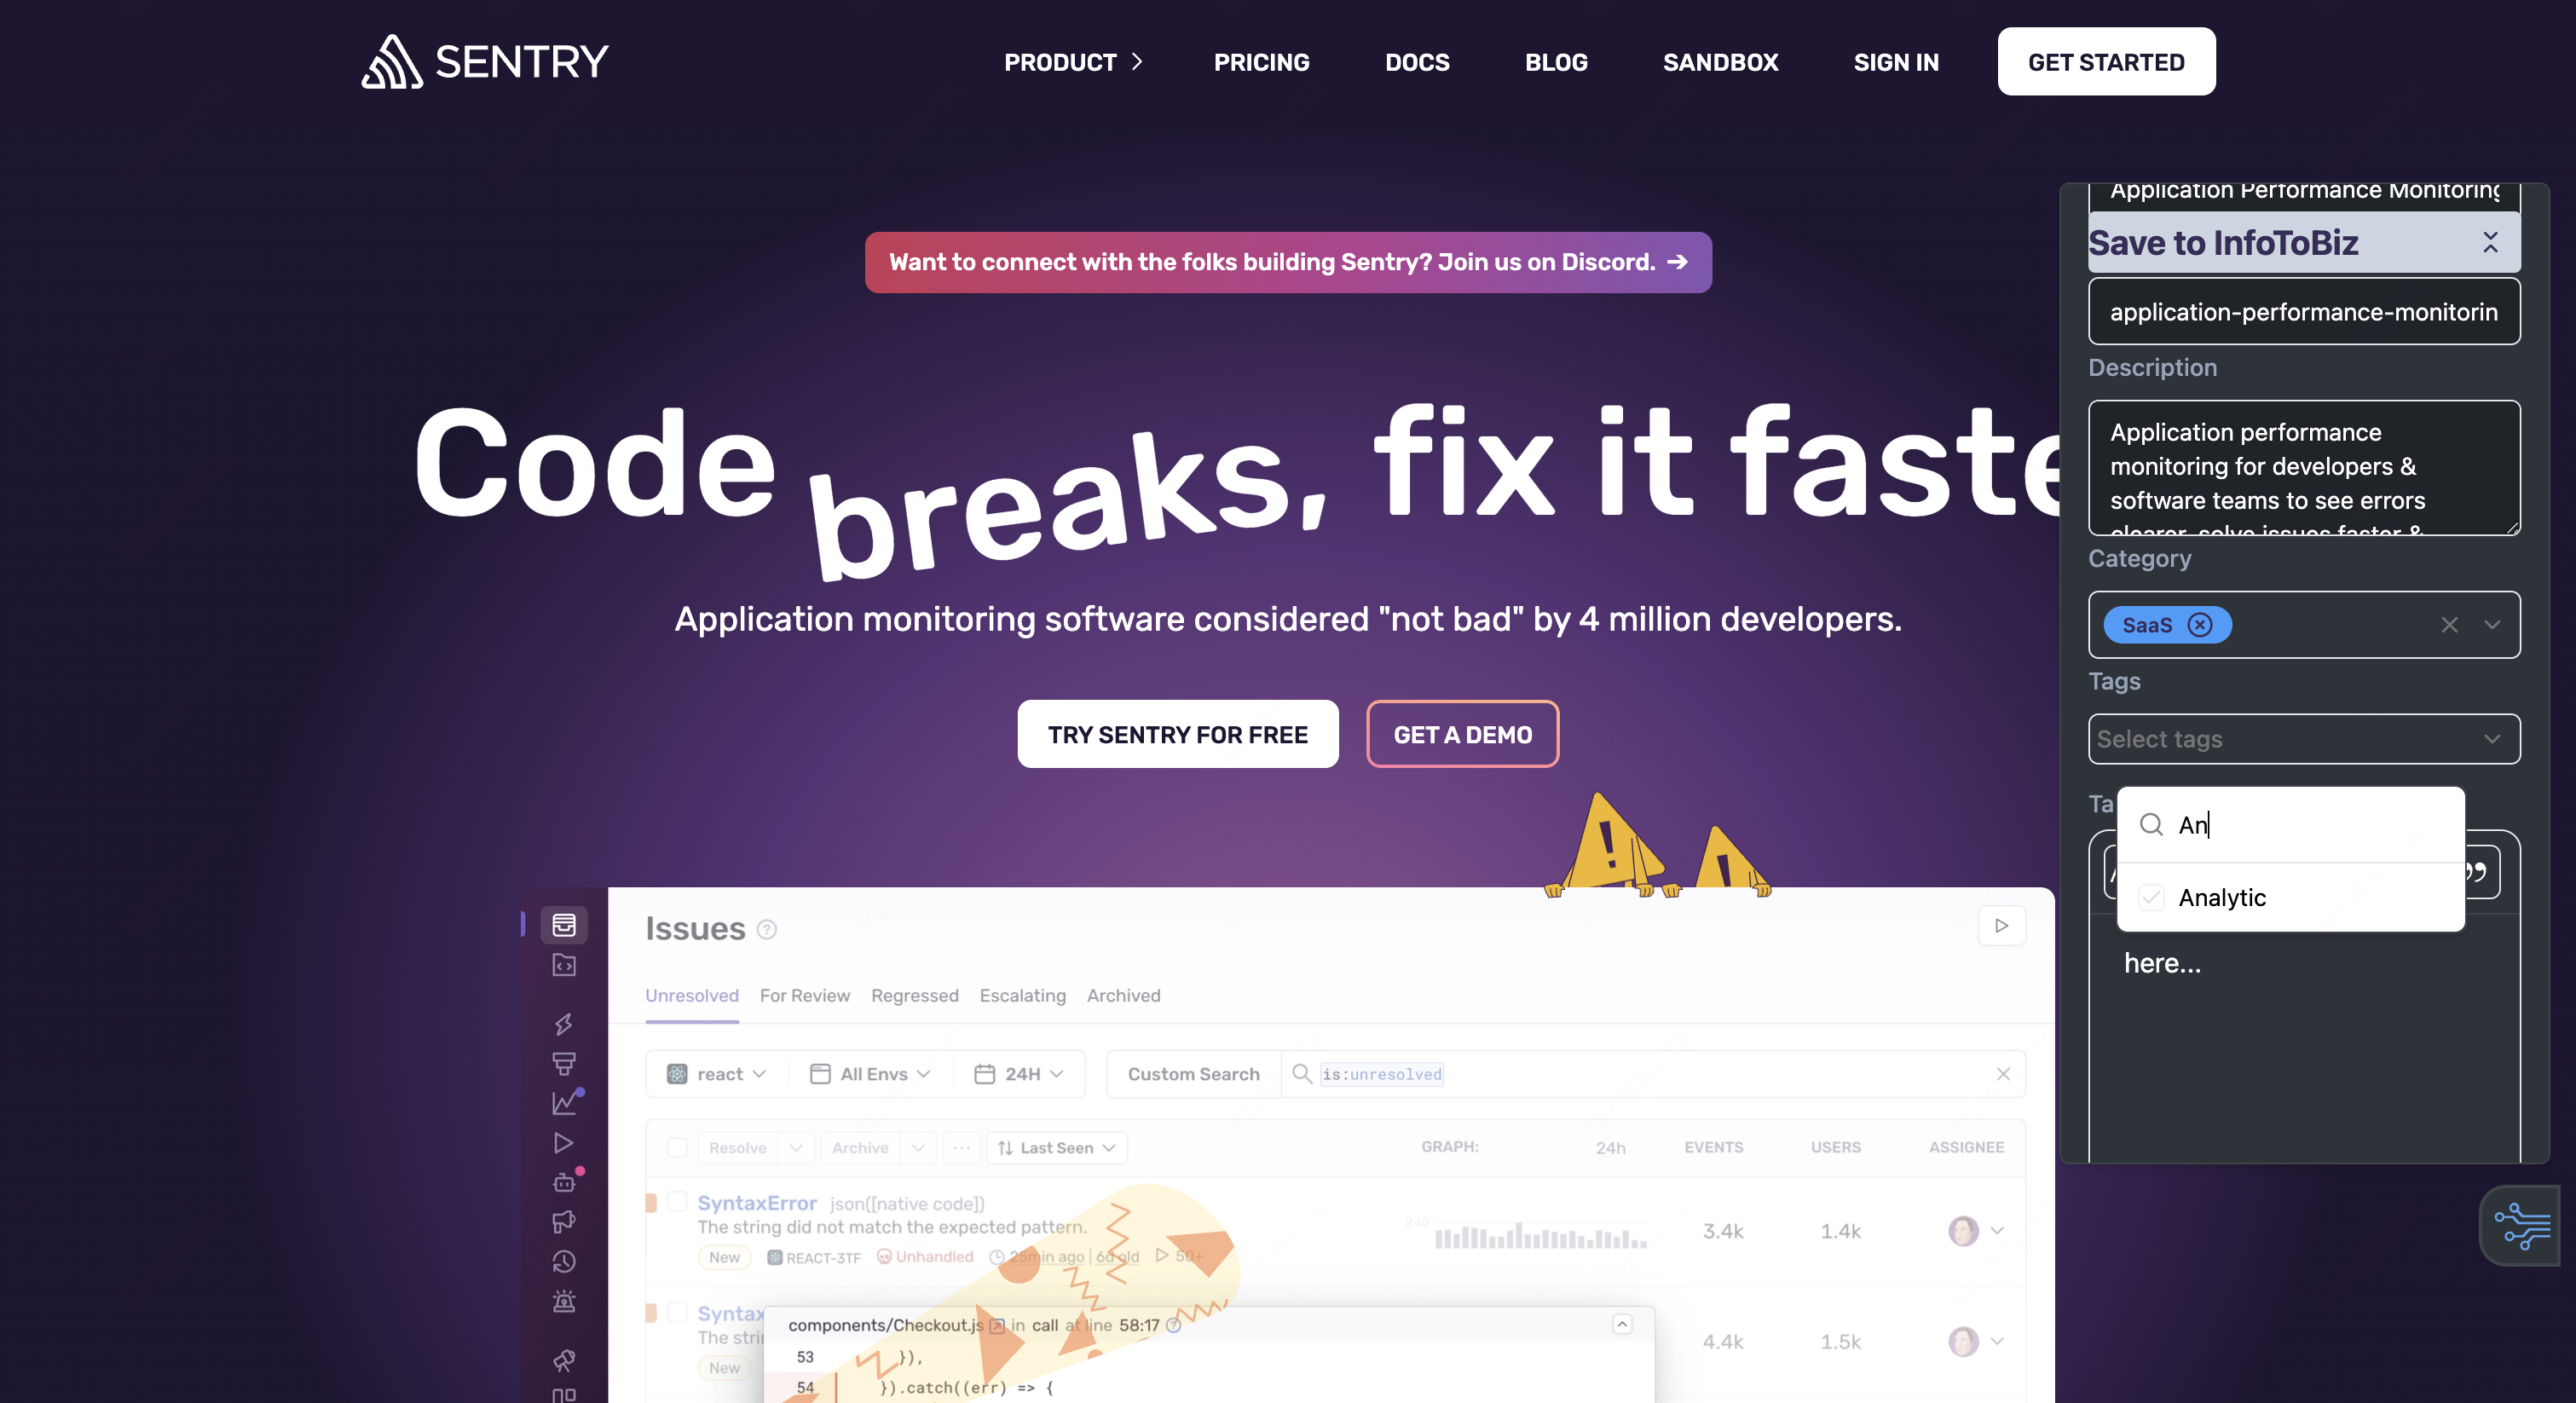 SENTRY
PRODUCT
PRICING
DOCS
BLOG
SANDBOX
SIGN IN
GET STARTED
Want to connect with the folks building Sentry? Join us on Discord. →
Code breaks, fix it faste
Application monitoring software considered "not bad" by 4 million developers.
TRY SENTRY FOR FREE
GET A DEMO
Issues
Unresolved
For Review
Regressed
Escalating
Archived
react
All Envs
24H
Custom Search
is:unresolved
Resolve
Archive
Last Seen
GRAPH:
24h
EVENTS
USERS
ASSIGNEE
SyntaxError json([native code])
The string did not match the expected pattern.
New
REACT-3TF
Unhandled
25min ago | 6d old
50+
240
3.4k
1.4k
Syntax
The strin
New
4.4k
1.5k
components/Checkout.js in call at line 58:17
53 }),
54 }).catch((err) => {
Application Performance Monitoring
Save to InfoToBiz
application-performance-monitorin
Description
Application performance
monitoring for developers &
software teams to see errors
clearer, solve issues faster &
Category
SaaS
Tags
Select tags
Ta
An
Analytic
here...